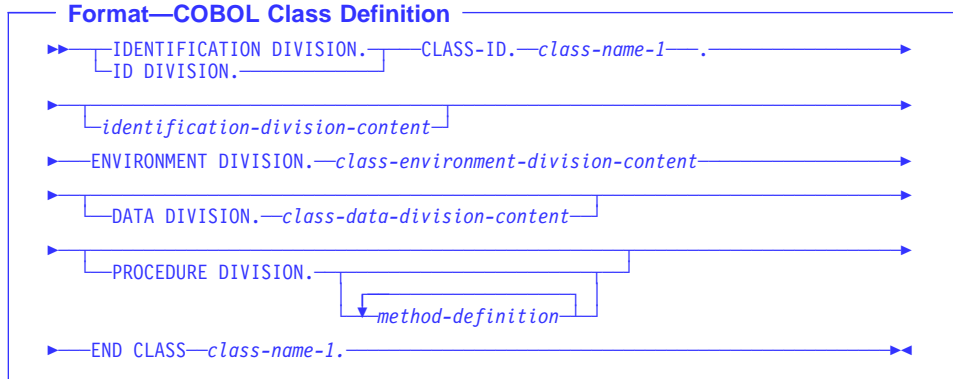 Format—COBOL Class Definition
IDENTIFICATION DIVISION. CLASS-ID. class-name-1 .
ID DIVISION.
identification-division-content
ENVIRONMENT DIVISION. class-environment-division-content
DATA DIVISION. class-data-division-content
PROCEDURE DIVISION.
method-definition
END CLASS class-name-1.